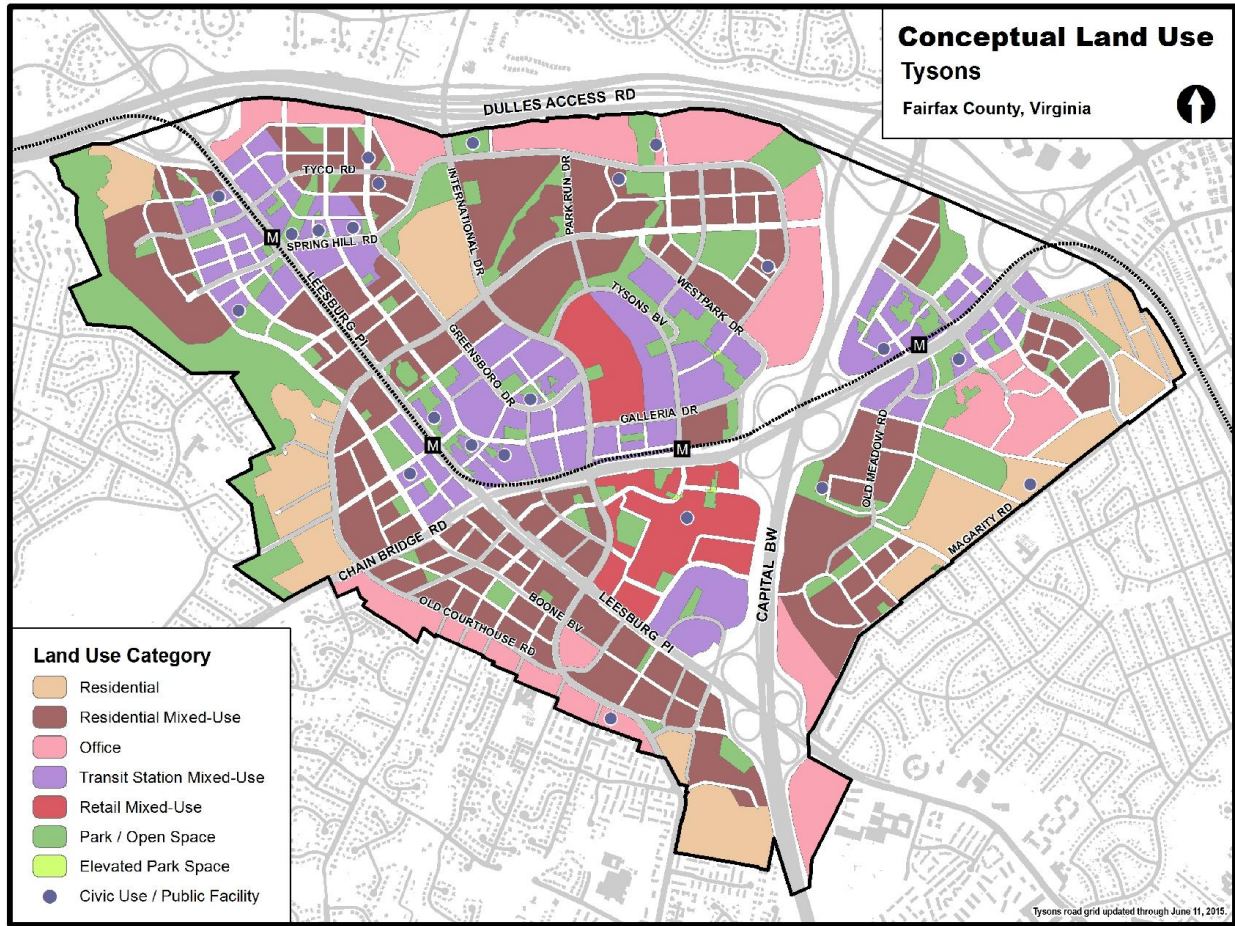 Conceptual Land Use
Tysons
Fairfax County, Virginia
DULLES ACCESS RD
TYCO RD
INTERNATIONAL DR
PARK RUN DR
M
SPRING HILL RD
LEESBURG PI
TYSONS BV
WESTPARK DR
GREENSBORO DR
M
GALLERIA DR
M
M
OLD MEADOW RD
MAGARITY RD
CHAIN BRIDGE RD
CAPITAL BW
OLD COURTHOUSE RD
BOONE BV
LEESBURG PI
Land Use Category
Residential
Residential Mixed-Use
Office
Transit Station Mixed-Use
Retail Mixed-Use
Park / Open Space
Elevated Park Space
Civic Use / Public Facility
Tysons road grid updated through June 11, 2015.